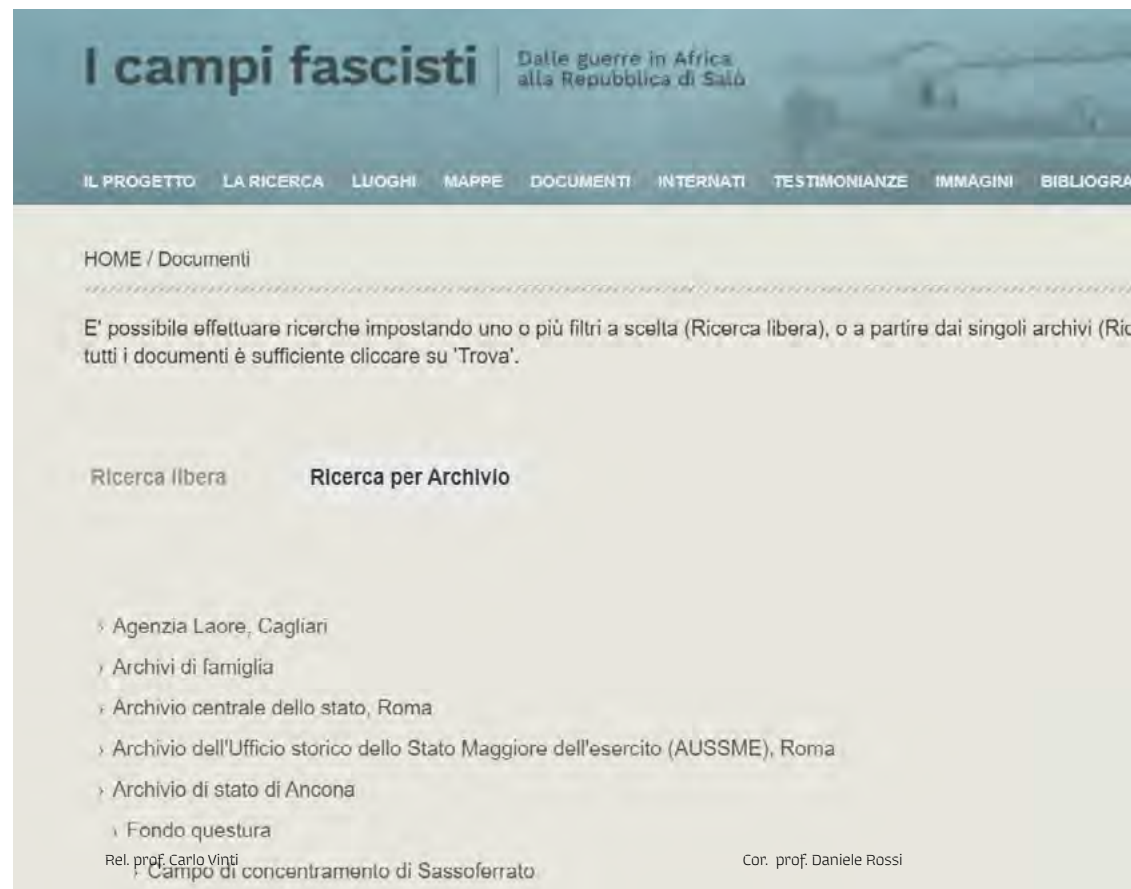 I campi fascisti
Dalle guerre in Africa
alla Repubblica di Salò
IL PROGETTO LA RICERCA LUOGHI MAPPE DOCUMENTI INTERNATI TESTIMONIANZE IMMAGINI BIBLIOGRA
HOME / Documenti
E' possibile effettuare ricerche impostando uno o più filtri a scelta (Ricerca libera), o a partire dai singoli archivi (Ric
tutti i documenti è sufficiente cliccare su 'Trova'.
Ricerca libera Ricerca per Archivio
› Agenzia Laore, Cagliari
› Archivi di famiglia
› Archivio centrale dello stato, Roma
› Archivio dell'Ufficio storico dello Stato Maggiore dell'esercito (AUSSME), Roma
› Archivio di stato di Ancona
› Fondo questura
Rel. prof. Carlo Vinti Cor. prof. Daniele Rossi
› Campo di concentramento di Sassoferrato